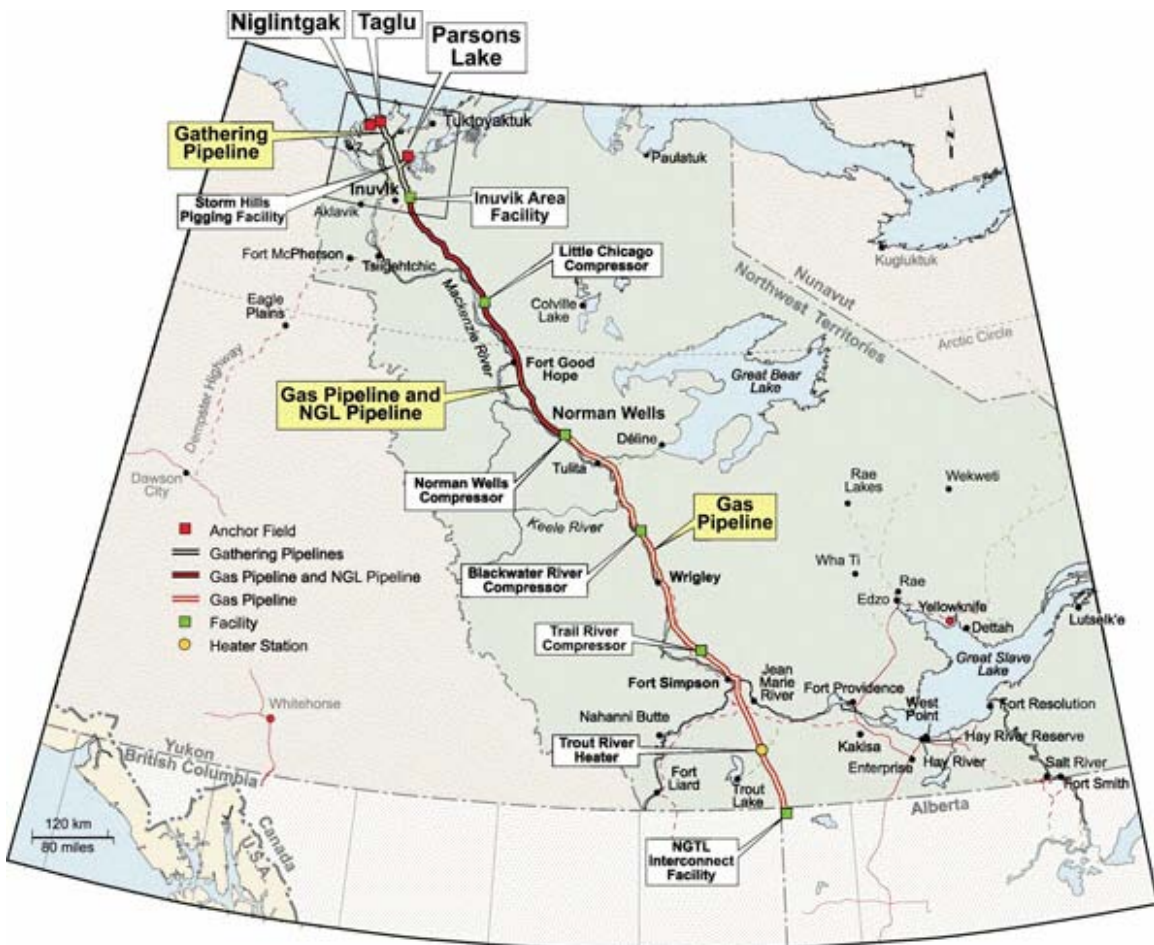 Niglintgak
Taglu
Parsons
Lake
Gathering
Pipeline
Tuktoyaktuk
Paulatuk
N
Storm Hills
Pigging Facility
Inuvik
Aklavik
Inuvik Area
Facility
Fort McPherson
Tsiigehtchic
Little Chicago
Compressor
Kugluktuk
Nunavut
Northwest Territories
Eagle
Plains
Mackenzie River
Colville
Lake
Arctic Circle
Dempster Highway
Fort Good
Hope
Great Bear
Lake
Gas Pipeline and
NGL Pipeline
Norman Wells
Déline
Dawson
City
Norman Wells
Compressor
Tulita
Rae
Lakes
Wekweti
Keele River
Gas
Pipeline
Anchor Field
Gathering Pipelines
Gas Pipeline and NGL Pipeline
Gas Pipeline
Facility
Heater Station
Blackwater River
Compressor
Wrigley
Wha Ti
Rae
Edzo
Yellowknife
Dettah
Lutselk'e
Trail River
Compressor
Great Slave
Lake
Fort Simpson
Jean
Marie
River
Fort Providence
West
Point
Fort Resolution
Whitehorse
Nahanni Butte
Kakisa
Hay River Reserve
Trout River
Heater
Enterprise
Hay River
Yukon
British Columbia
Fort
Liard
Trout
Lake
Salt River
Fort Smith
Alberta
120 km
80 miles
Canada
U.S.A.
NGTL
Interconnect
Facility